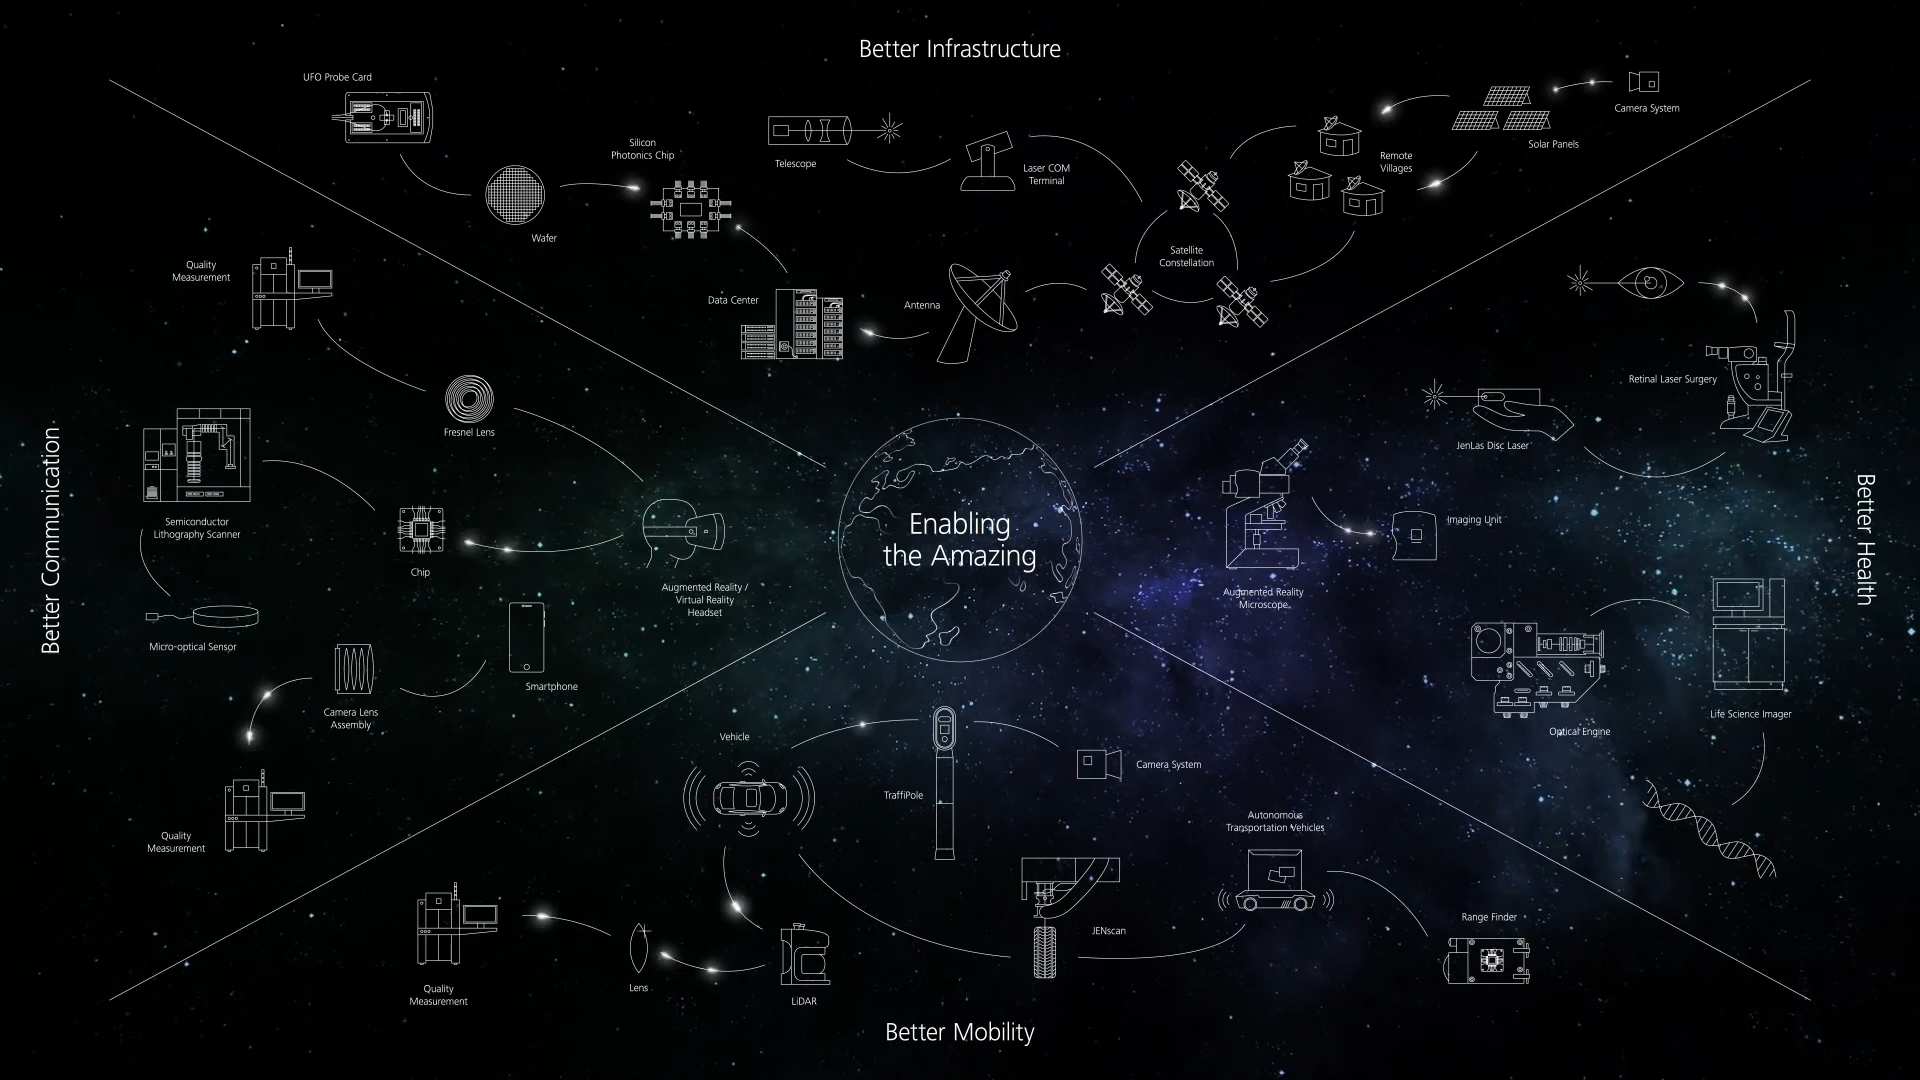 Better Infrastructure
UFO Probe Card
Camera System
Silicon
Photonics Chip
Telescope
Laser COM
Terminal
Remote
Villages
Solar Panels
Wafer
Satellite
Constellation
Data Center
Antenna
Better Communication
Quality
Measurement
Fresnel Lens
Semiconductor
Lithography Scanner
Chip
Augmented Reality /
Virtual Reality
Headset
Micro-optical Sensor
Smartphone
Camera Lens
Assembly
Quality
Measurement
Enabling
the Amazing
Better Health
Retinal Laser Surgery
JenLas Disc Laser
Imaging Unit
Augmented Reality
Microscope
Life Science Imager
Optical Engine
Vehicle
Camera System
TraffiPole
Autonomous
Transportation Vehicles
JENscan
Range Finder
Quality
Measurement
Lens
LiDAR
Better Mobility